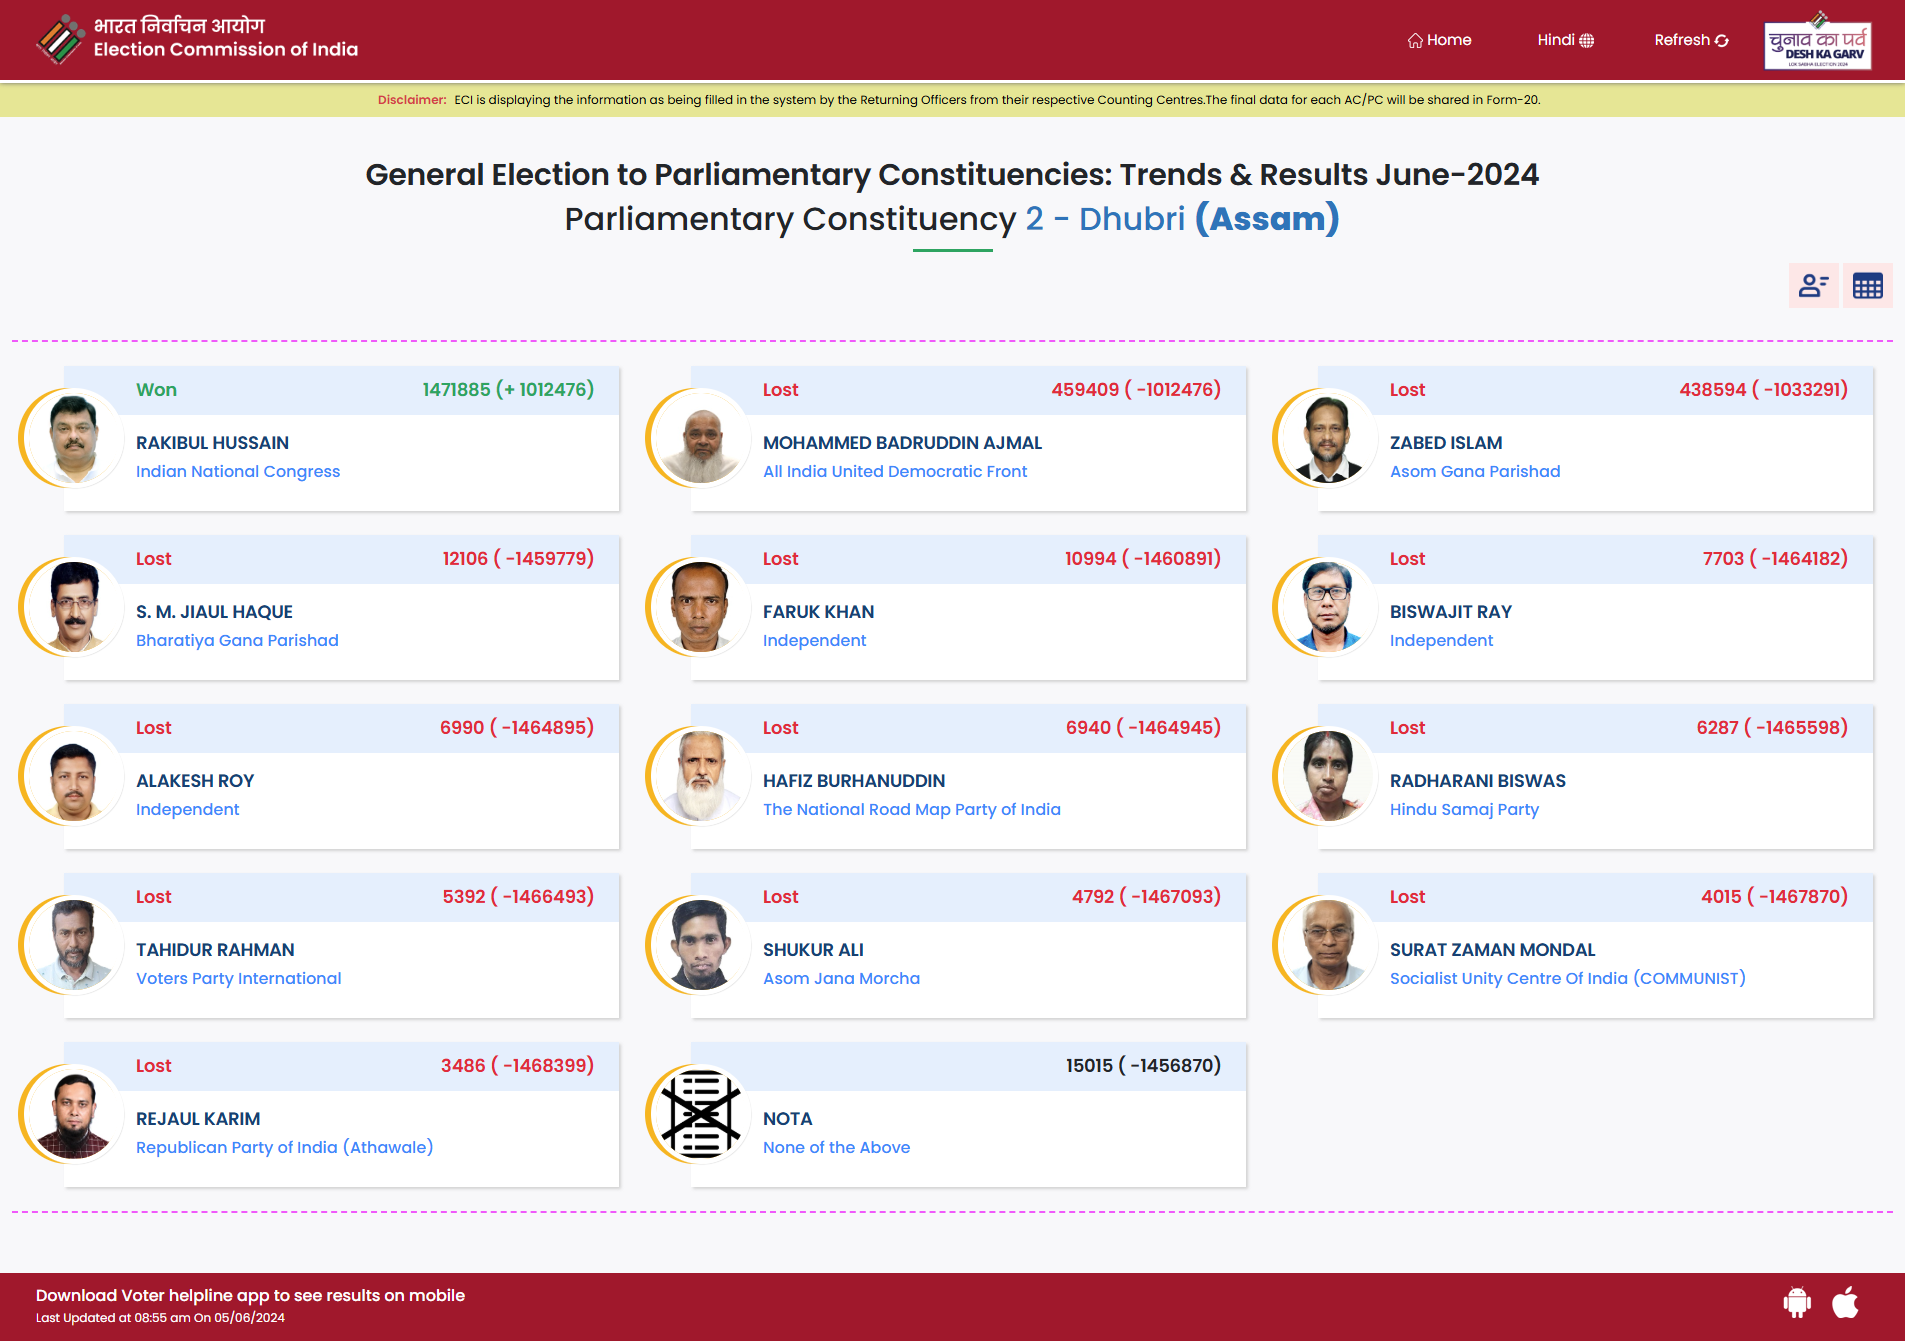 भारत निर्वाचन आयोग
Election Commission of India
Home
Hindi
Refresh
चुनाव का पर्व
DESH KA GARV
LOK SABHA ELECTION 2024
Disclaimer: ECI is displaying the information as being filled in the system by the Returning Officers from their respective Counting Centres.The final data for each AC/PC will be shared in Form-20.
General Election to Parliamentary Constituencies: Trends & Results June-2024
Parliamentary Constituency 2 - Dhubri (Assam)
Won 1471885 (+ 1012476)
RAKIBUL HUSSAIN
Indian National Congress
Lost 459409 ( -1012476)
MOHAMMED BADRUDDIN AJMAL
All India United Democratic Front
Lost 438594 ( -1033291)
ZABED ISLAM
Asom Gana Parishad
Lost 12106 ( -1459779)
S. M. JIAUL HAQUE
Bharatiya Gana Parishad
Lost 10994 ( -1460891)
FARUK KHAN
Independent
Lost 7703 ( -1464182)
BISWAJIT RAY
Independent
Lost 6990 ( -1464895)
ALAKESH ROY
Independent
Lost 6940 ( -1464945)
HAFIZ BURHANUDDIN
The National Road Map Party of India
Lost 6287 ( -1465598)
RADHARANI BISWAS
Hindu Samaj Party
Lost 5392 ( -1466493)
TAHIDUR RAHMAN
Voters Party International
Lost 4792 ( -1467093)
SHUKUR ALI
Asom Jana Morcha
Lost 4015 ( -1467870)
SURAT ZAMAN MONDAL
Socialist Unity Centre Of India (COMMUNIST)
Lost 3486 ( -1468399)
REJAUL KARIM
Republican Party of India (Athawale)
15015 ( -1456870)
NOTA
None of the Above
Download Voter helpline app to see results on mobile
Last Updated at 08:55 am On 05/06/2024